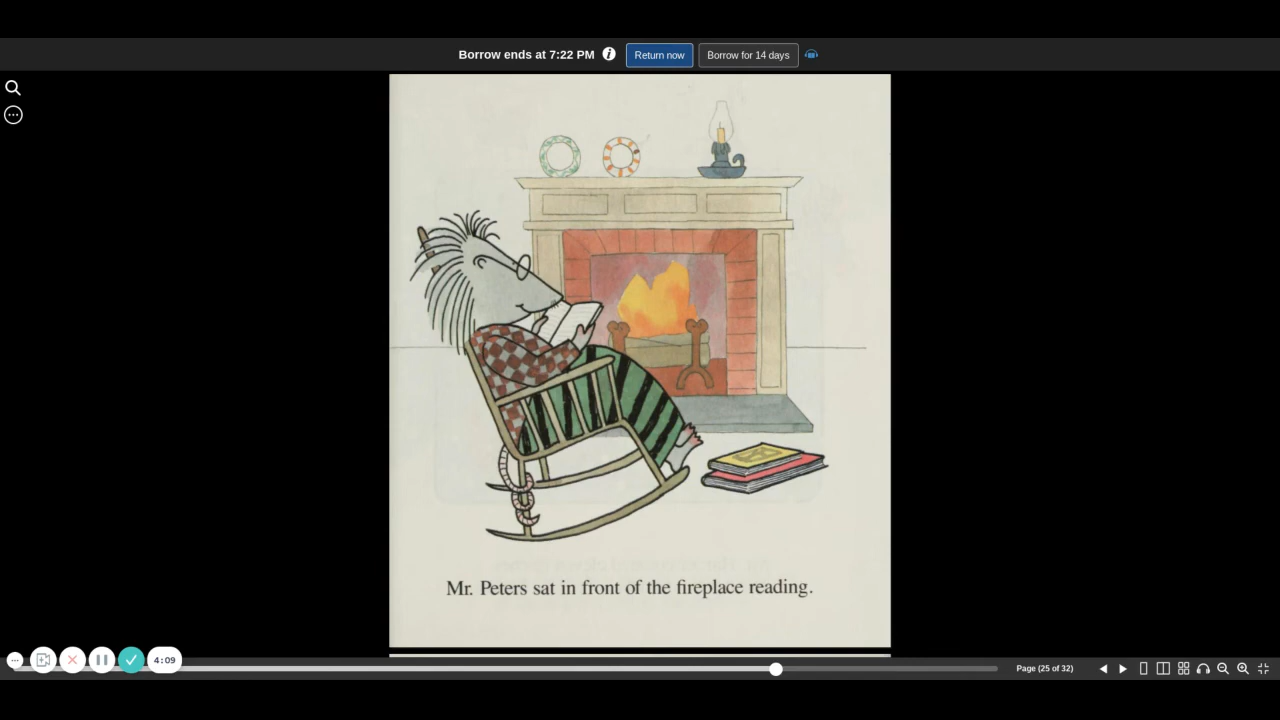 Borrow ends at 7:22 PM
Return now
Borrow for 14 days
Mr. Peters sat in front of the fireplace reading.
4:09
Page (25 of 32)